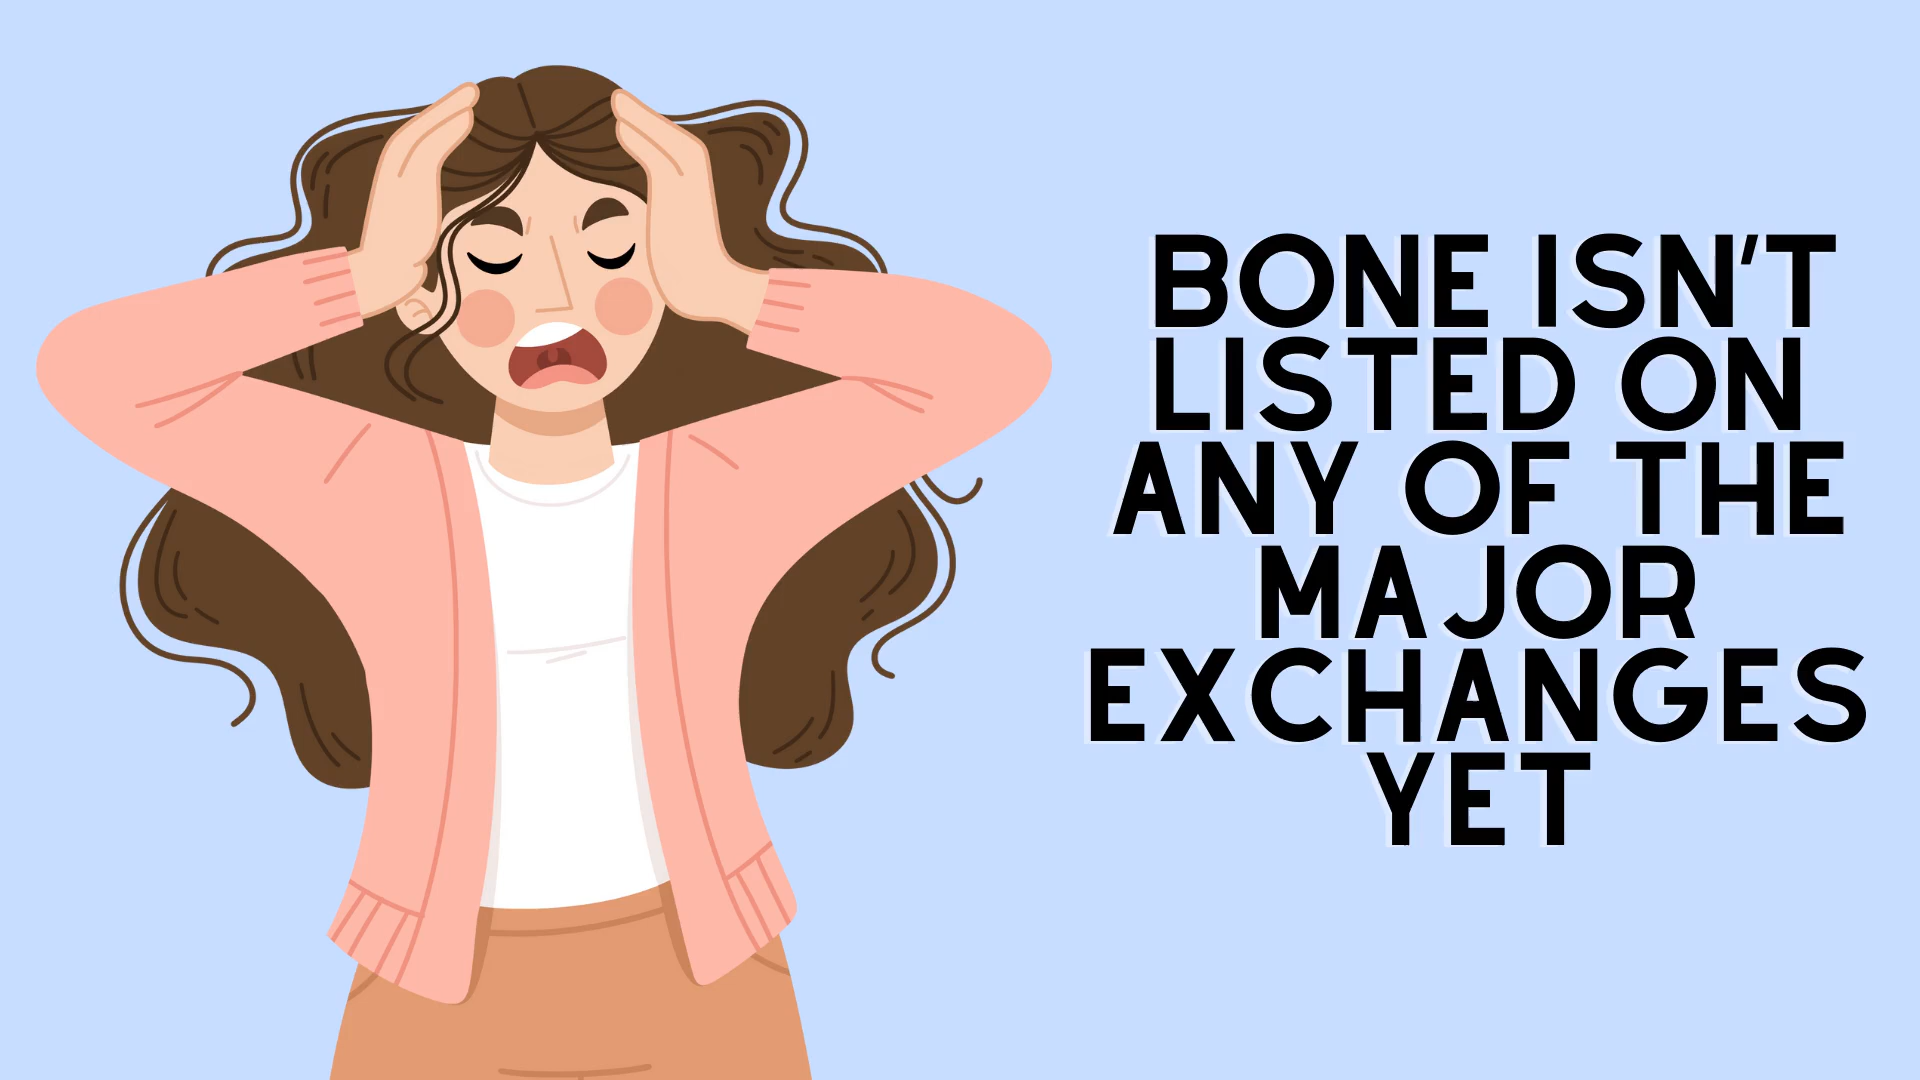 BONE ISN'T
LISTED ON
ANY OF THE
MAJOR
EXCHANGES
YET